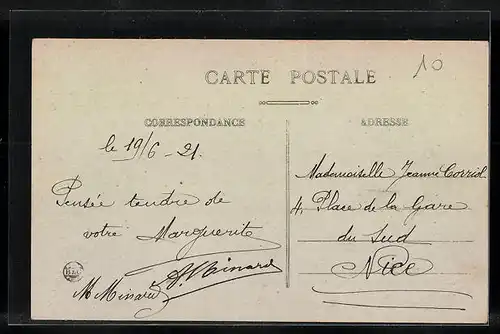 10
CARTE POSTALE
CORRESPONDANCE
ADRESSE
le 19/6 - 21.
Pensée tendre de
votre Marguerite
M Minard
Mademoiselle Jeanne
4, Place de la Gare
du Sud
Nice